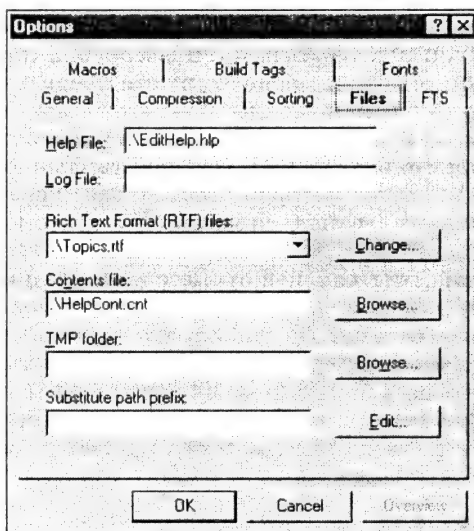 Options
Macros Build Tags Fonts
General Compression Sorting Files FTS
Help File: .\EditHelp.hlp
Log File:
Rich Text Format (RTF) files:
.\Topics.rtf Change...
Contents file:
.\HelpCont.cnt Browse...
TMP folder:
Browse...
Substitute path prefix:
Edit...
OK Cancel Overview